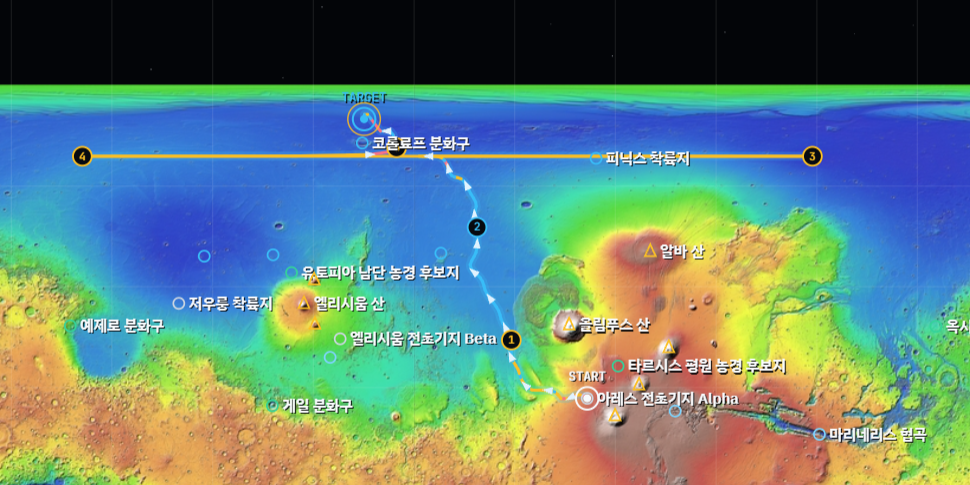 TARGET
코른료프 분화구
4
피닉스 착륙지
3
2
알바 산
유토피아 남단 농경 후보지
저우룽 착륙지
엘리시움 산
예제로 분화구
올림푸스 산
엘리시움 전초기지 Beta
1
타르시스 평원 농경 후보지
START
아레스 전초기지 Alpha
게일 분화구
마리네리스 협곡